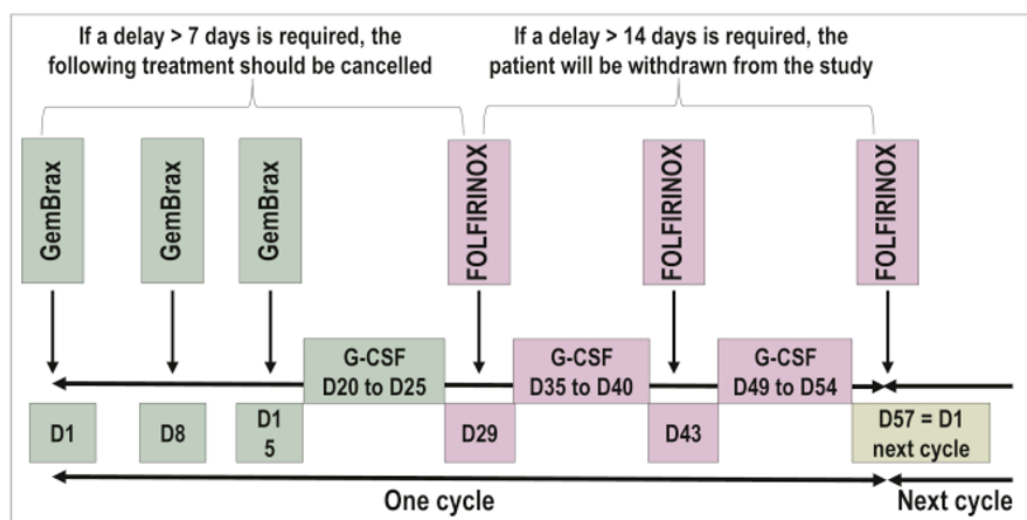 If a delay > 7 days is required, the
following treatment should be cancelled
If a delay > 14 days is required, the
patient will be withdrawn from the study
GemBrax
GemBrax
GemBrax
FOLFIRINOX
FOLFIRINOX
FOLFIRINOX
G-CSF
D20 to D25
G-CSF
D35 to D40
G-CSF
D49 to D54
D1
D8
D1
5
D29
D43
D57 = D1
next cycle
One cycle
Next cycle